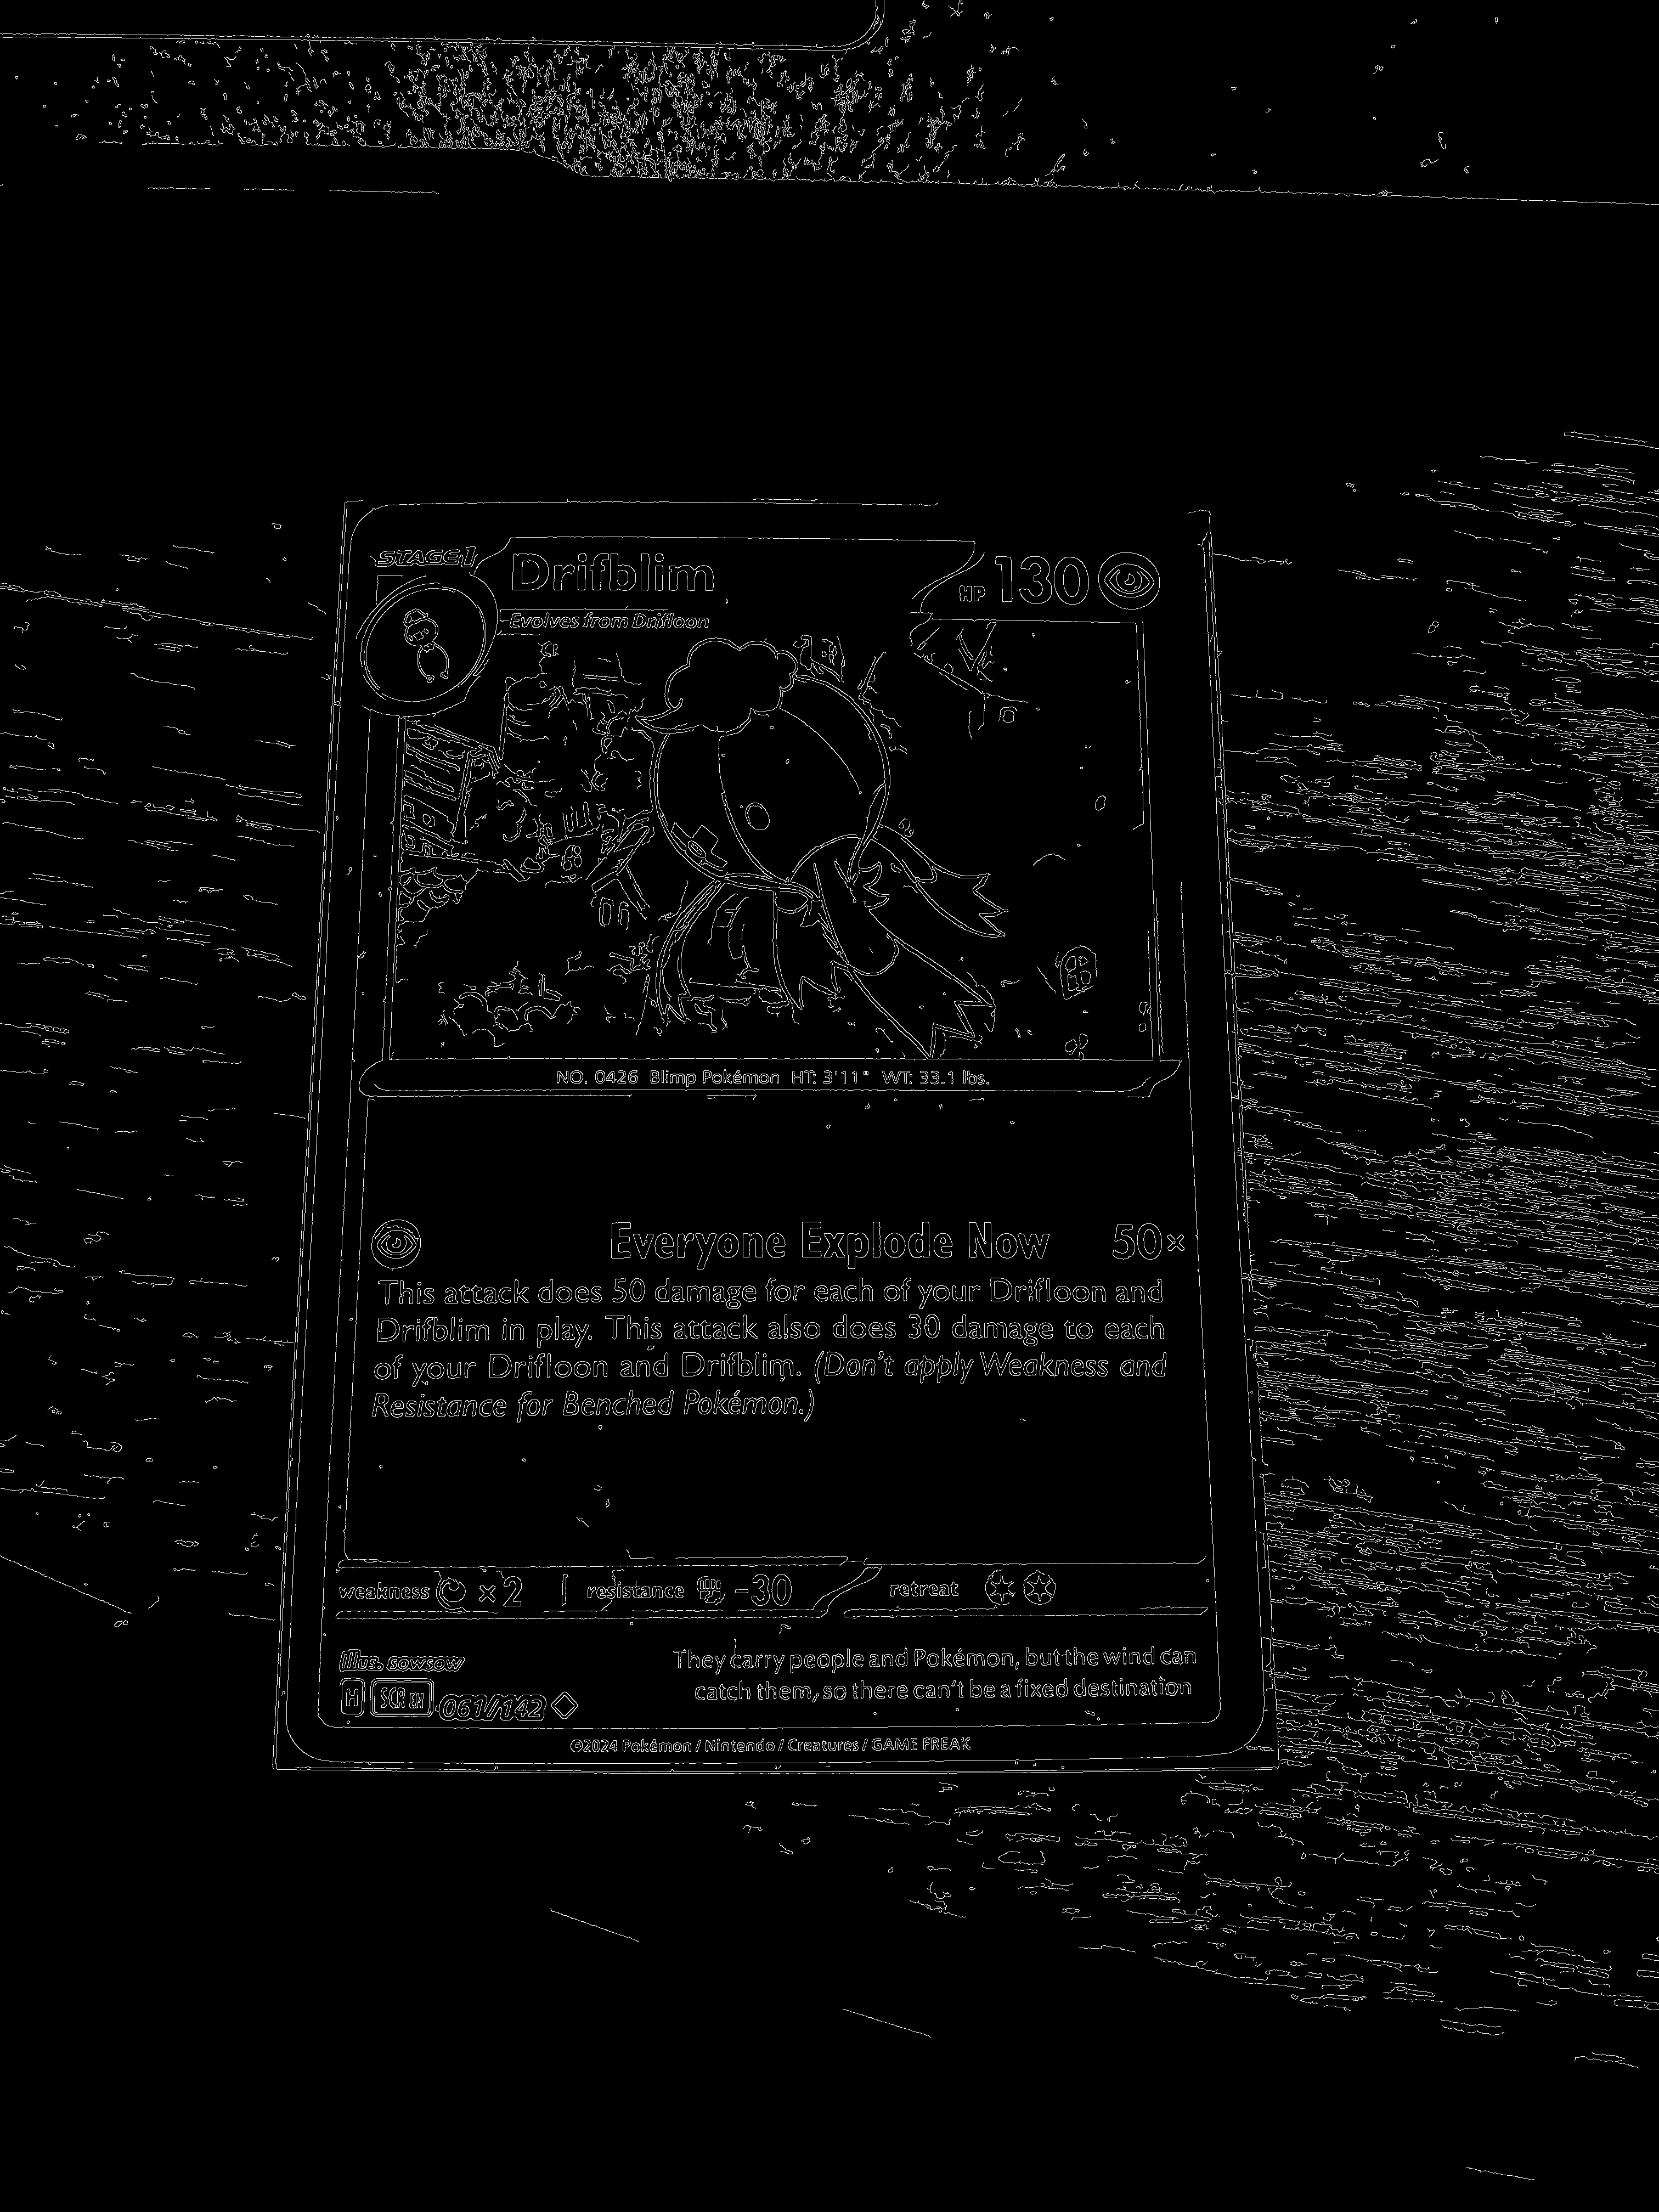 STAGE 1
Drifblim
HP 130
Evolves from Drifloon
NO. 0426 Blimp Pokémon HT: 3'11" WT: 33.1 lbs.
Everyone Explode Now 50×
This attack does 50 damage for each of your Drifloon and
Drifblim in play. This attack also does 30 damage to each
of your Drifloon and Drifblim. (Don't apply Weakness and
Resistance for Benched Pokémon.)
weakness ×2 resistance -30 retreat
Illus. sowsow
They carry people and Pokémon, but the wind can
catch them, so there can't be a fixed destination
H SCR EN 061/142
©2024 Pokémon / Nintendo / Creatures / GAME FREAK